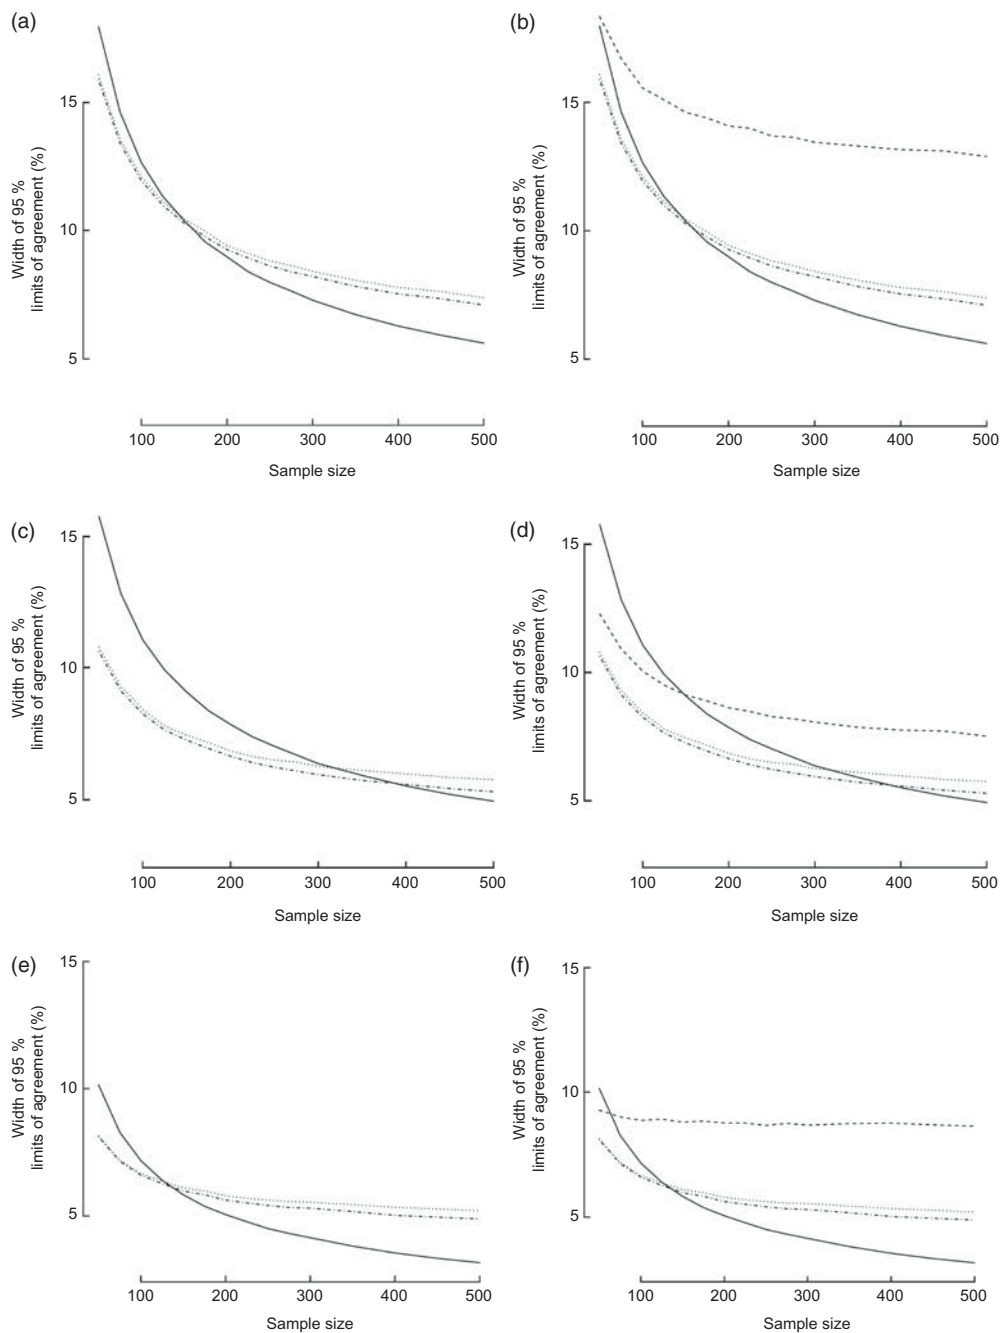 (a)
15
10
5
Width of 95 %
limits of agreement (%)
100 200 300 400 500
Sample size
(b)
15
10
5
Width of 95 %
limits of agreement (%)
100 200 300 400 500
Sample size
(c)
15
10
5
Width of 95 %
limits of agreement (%)
100 200 300 400 500
Sample size
(d)
15
10
5
Width of 95 %
limits of agreement (%)
100 200 300 400 500
Sample size
(e)
15
10
5
Width of 95 %
limits of agreement (%)
100 200 300 400 500
Sample size
(f)
15
10
5
Width of 95 %
limits of agreement (%)
100 200 300 400 500
Sample size